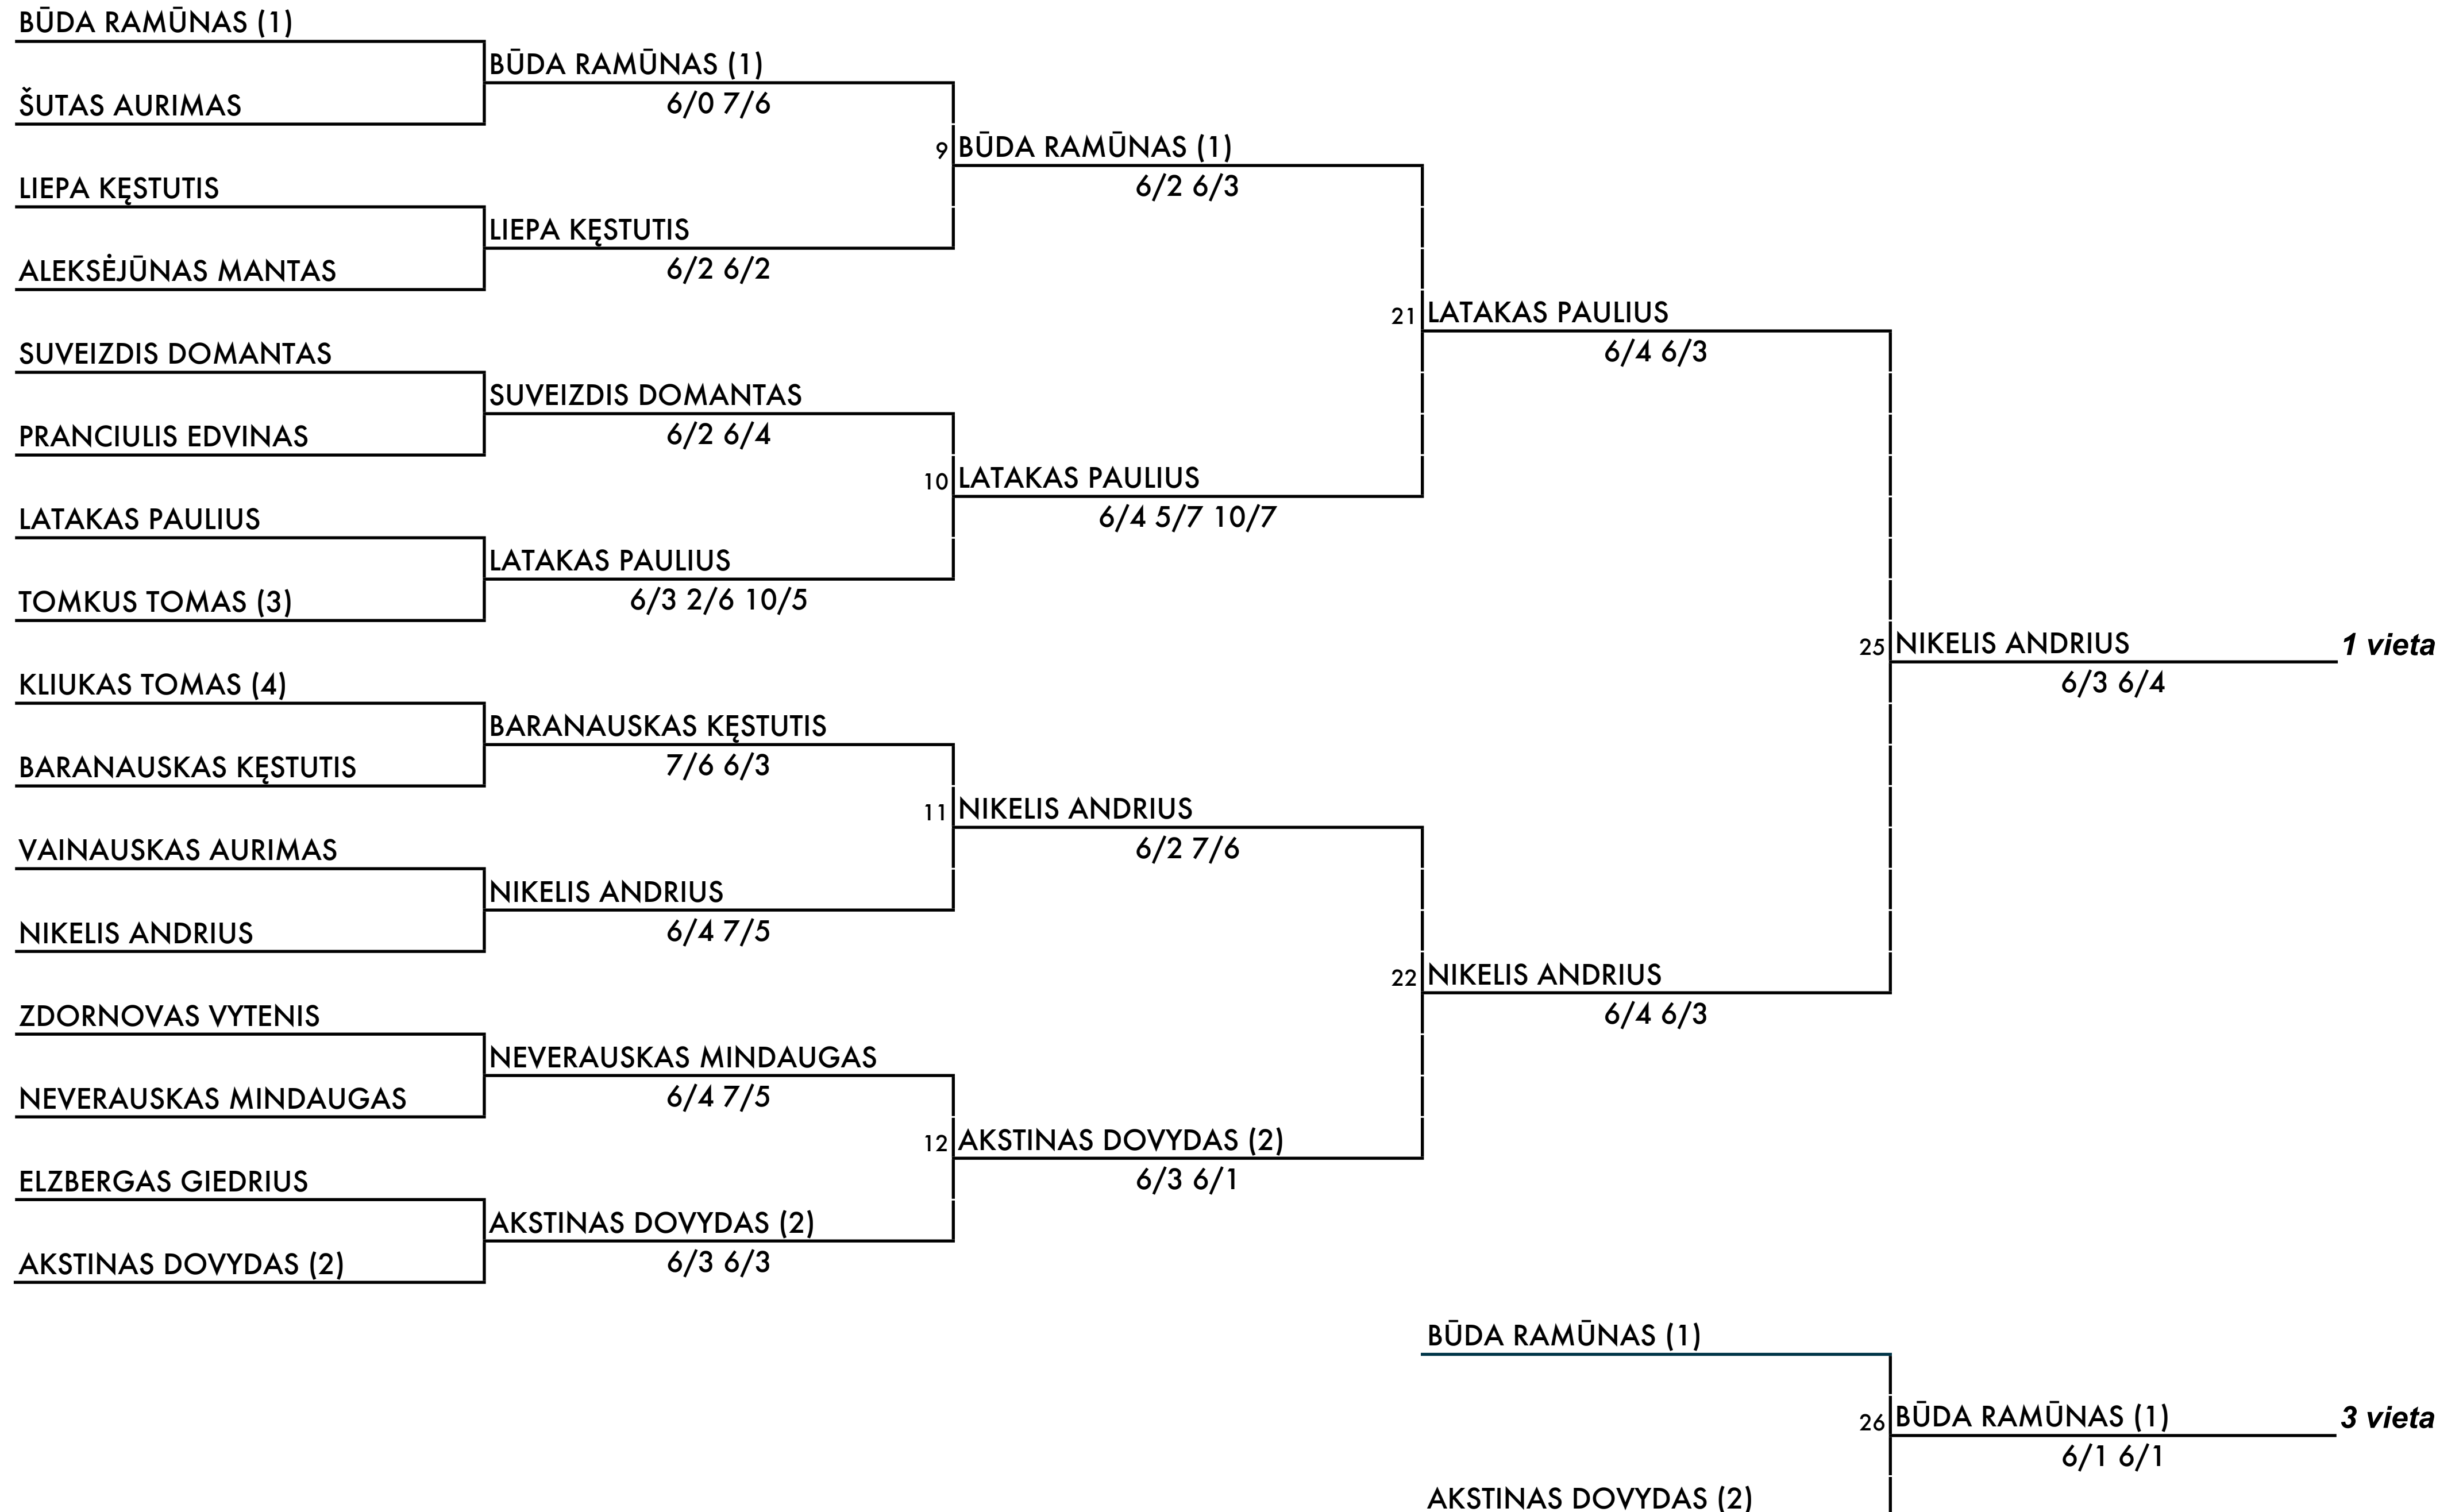 BŪDA RAMŪNAS (1)
BŪDA RAMŪNAS (1)
ŠUTAS AURIMAS
6/0 7/6
9 BŪDA RAMŪNAS (1)
LIEPA KĘSTUTIS
6/2 6/3
LIEPA KĘSTUTIS
ALEKSĖJŪNAS MANTAS
6/2 6/2
21 LATAKAS PAULIUS
SUVEIZDIS DOMANTAS
6/4 6/3
SUVEIZDIS DOMANTAS
PRANCIULIS EDVINAS
6/2 6/4
10 LATAKAS PAULIUS
LATAKAS PAULIUS
6/4 5/7 10/7
LATAKAS PAULIUS
TOMKUS TOMAS (3)
6/3 2/6 10/5
25 NIKELIS ANDRIUS
1 vieta
KLIUKAS TOMAS (4)
6/3 6/4
BARANAUSKAS KĘSTUTIS
BARANAUSKAS KĘSTUTIS
7/6 6/3
11 NIKELIS ANDRIUS
VAINAUSKAS AURIMAS
6/2 7/6
NIKELIS ANDRIUS
NIKELIS ANDRIUS
6/4 7/5
22 NIKELIS ANDRIUS
ZDORNOVAS VYTENIS
6/4 6/3
NEVERAUSKAS MINDAUGAS
NEVERAUSKAS MINDAUGAS
6/4 7/5
12 AKSTINAS DOVYDAS (2)
ELZBERGAS GIEDRIUS
6/3 6/1
AKSTINAS DOVYDAS (2)
AKSTINAS DOVYDAS (2)
6/3 6/3
BŪDA RAMŪNAS (1)
26 BŪDA RAMŪNAS (1)
3 vieta
6/1 6/1
AKSTINAS DOVYDAS (2)